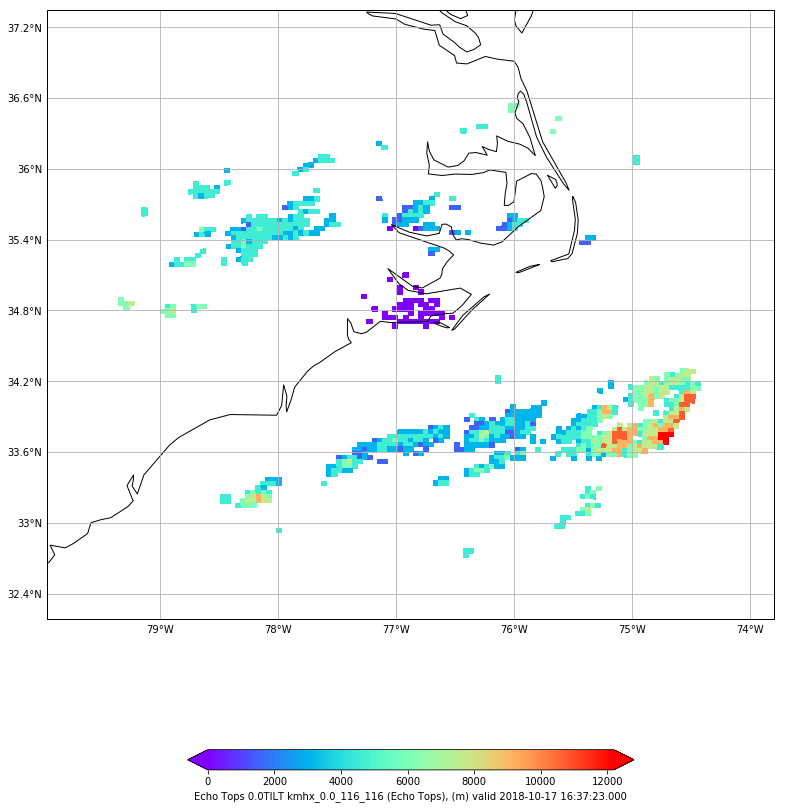 37.2°N
36.6°N
36°N
35.4°N
34.8°N
34.2°N
33.6°N
33°N
32.4°N
79°W 78°W 77°W 76°W 75°W 74°W
0 2000 4000 6000 8000 10000 12000
Echo Tops 0.0TILT kmhx_0.0_116_116 (Echo Tops), (m) valid 2018-10-17 16:37:23.000